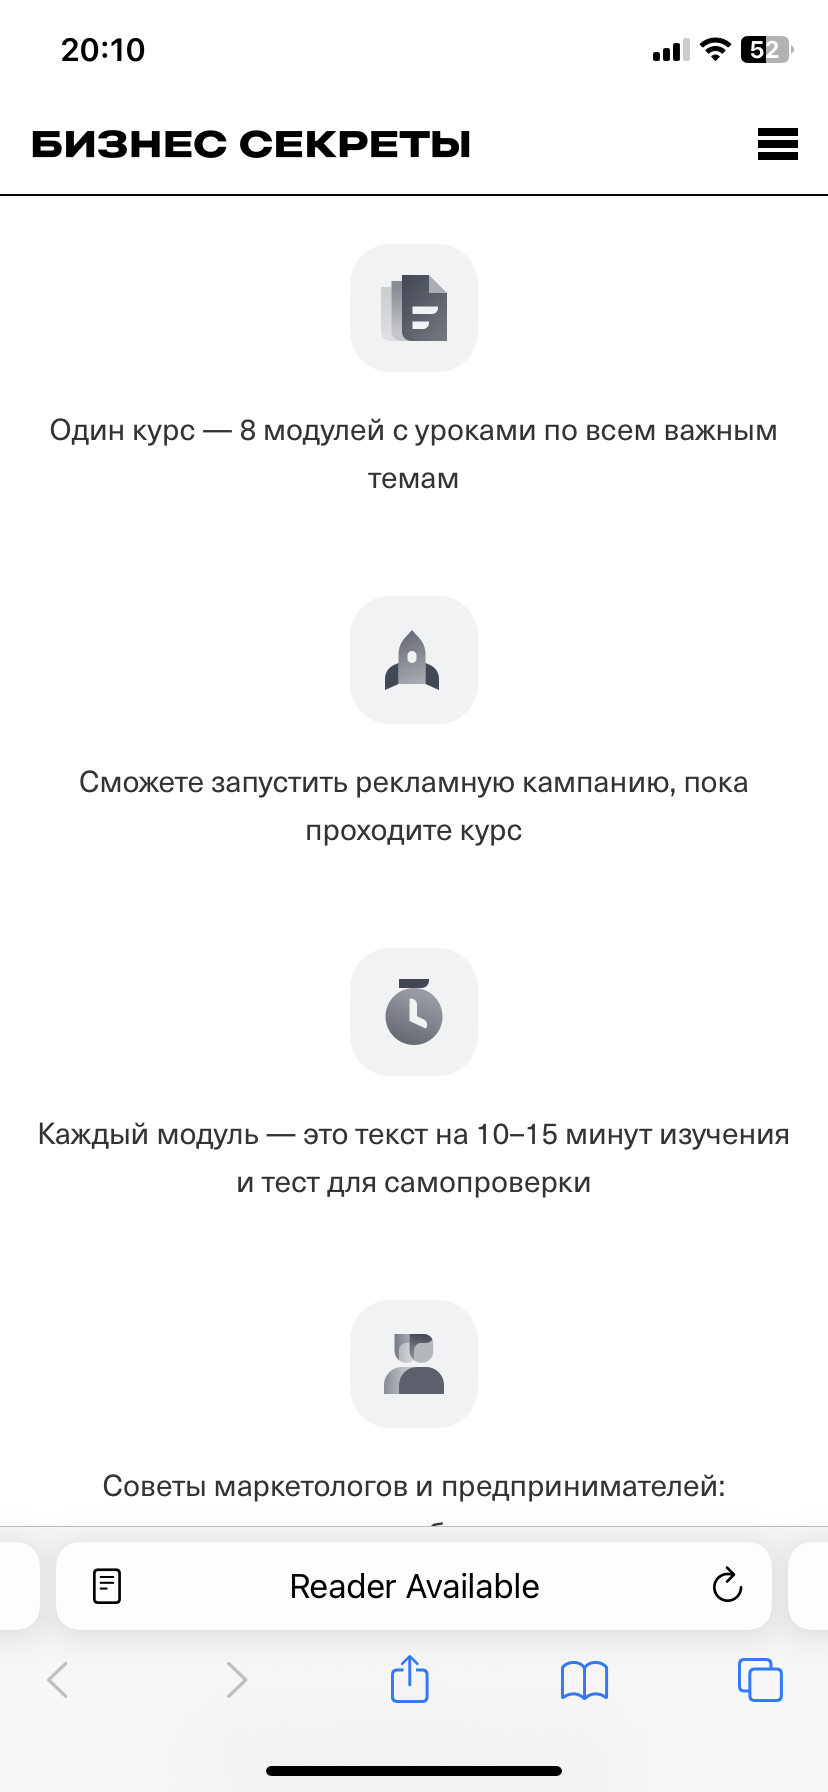 20:10
52
БИЗНЕС СЕКРЕТЫ
Один курс — 8 модулей с уроками по всем важным
темам
Сможете запустить рекламную кампанию, пока
проходите курс
Каждый модуль — это текст на 10–15 минут изучения
и тест для самопроверки
Советы маркетологов и предпринимателей:
Reader Available